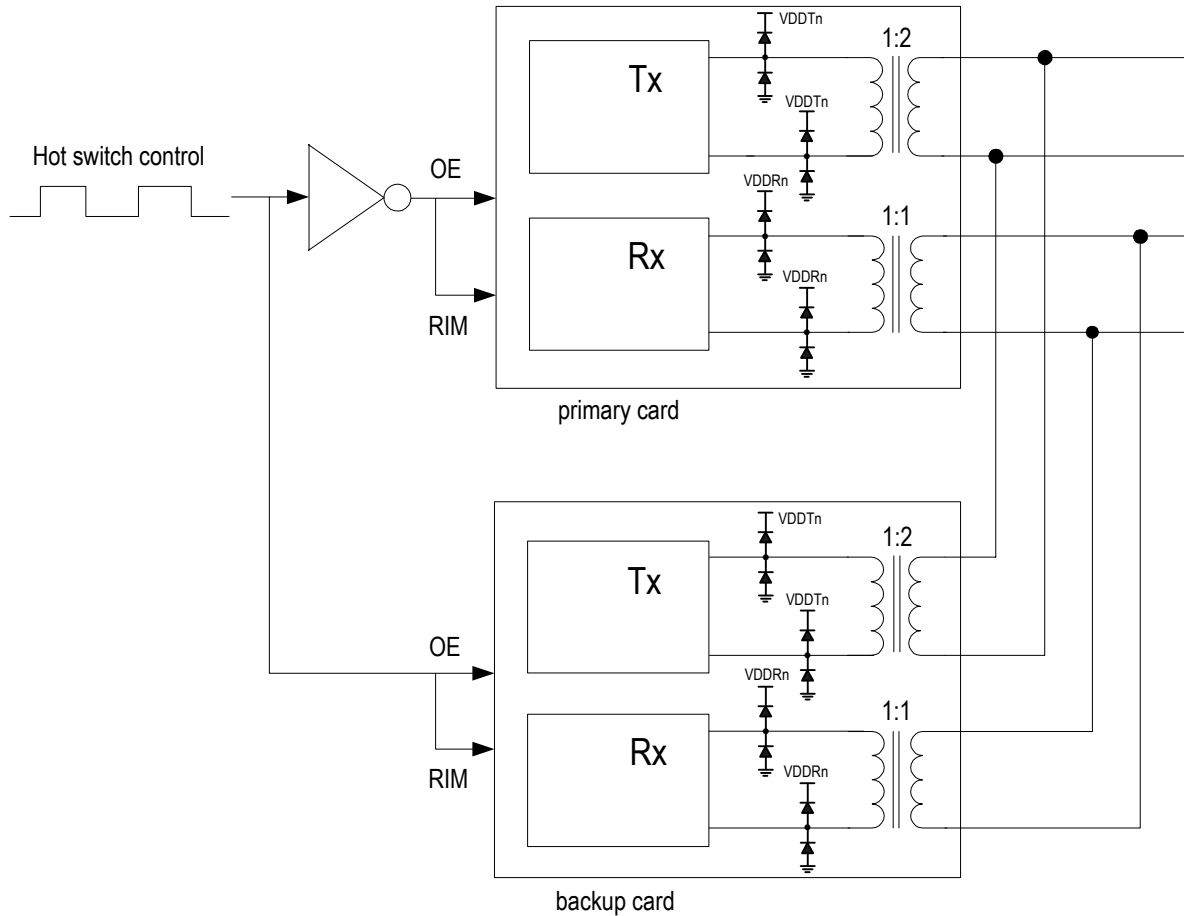 VDDTn
1:2
Tx
VDDTn
Hot switch control
OE
VDDRn
1:1
Rx
VDDRn
RIM
primary card
VDDTn
1:2
Tx
VDDTn
OE
VDDRn
1:1
Rx
VDDRn
RIM
backup card